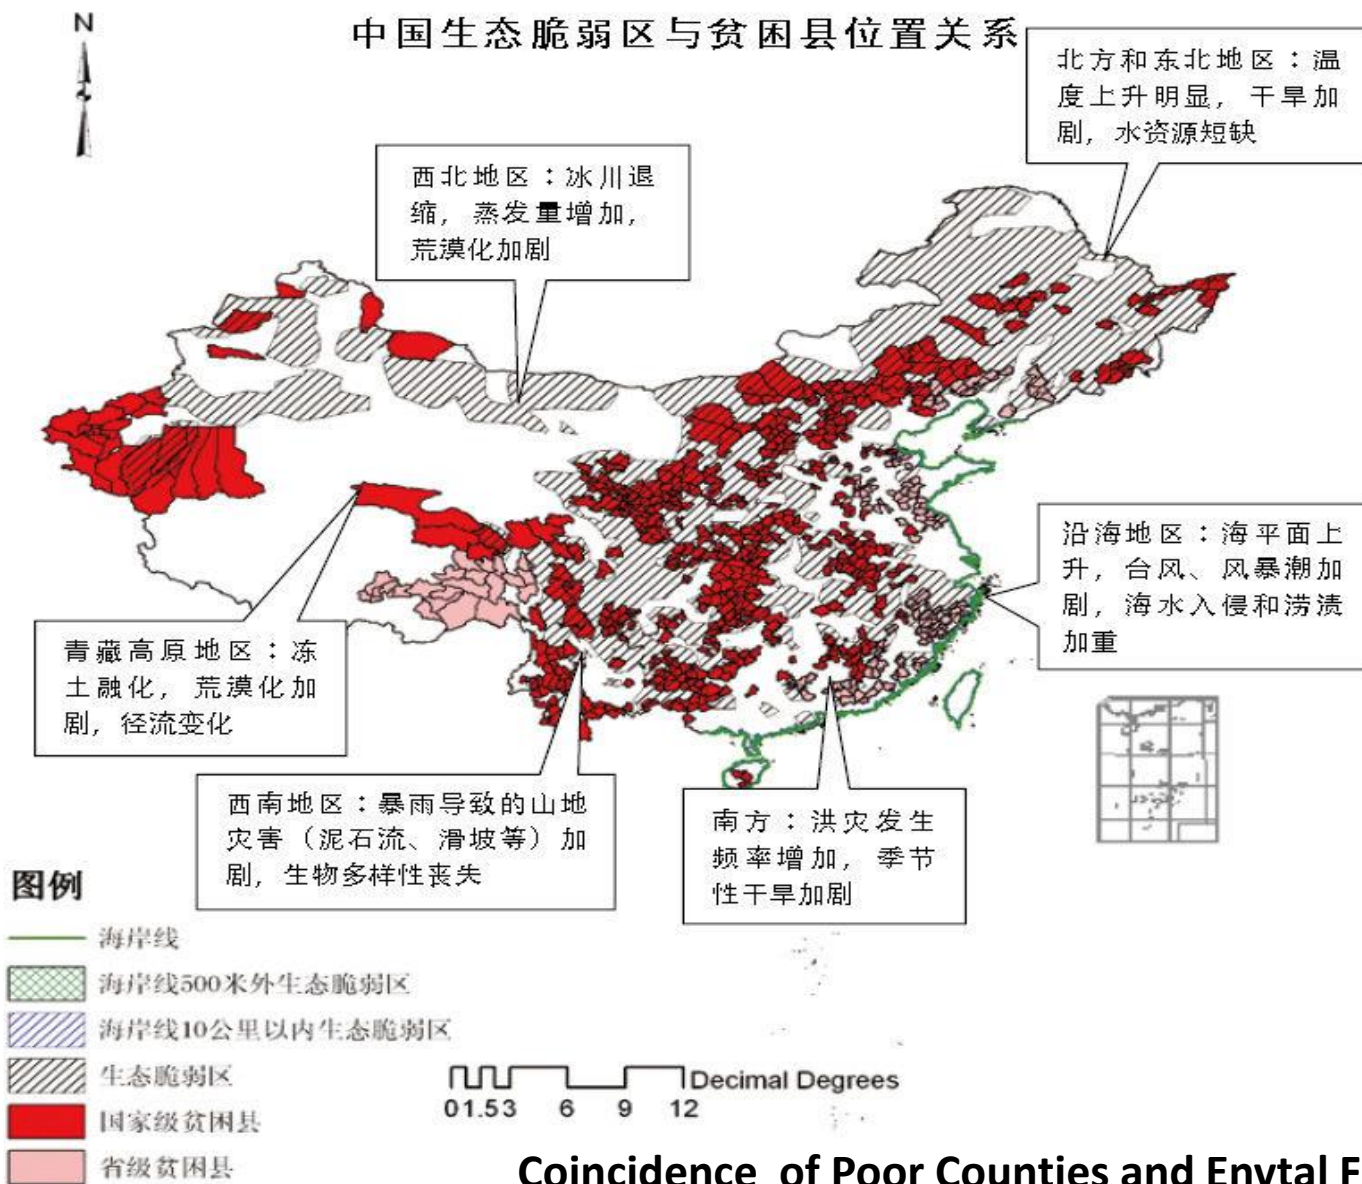 N
中国生态脆弱区与贫困县位置关系
北方和东北地区：温
度上升明显，干旱加
剧，水资源短缺
西北地区：冰川退
缩，蒸发量增加，
荒漠化加剧
沿海地区：海平面上
升，台风、风暴潮加
剧，海水入侵和涝渍
加重
青藏高原地区：冻
土融化，荒漠化加
剧，径流变化
西南地区：暴雨导致的山地
灾害（泥石流、滑坡等）加
剧，生物多样性丧失
南方：洪灾发生
频率增加，季节
性干旱加剧
图例
海岸线
海岸线500米外生态脆弱区
海岸线10公里以内生态脆弱区
生态脆弱区
国家级贫困县
省级贫困县
Decimal Degrees
01.53 6 9 12
Coincidence of Poor Counties and Envtal F